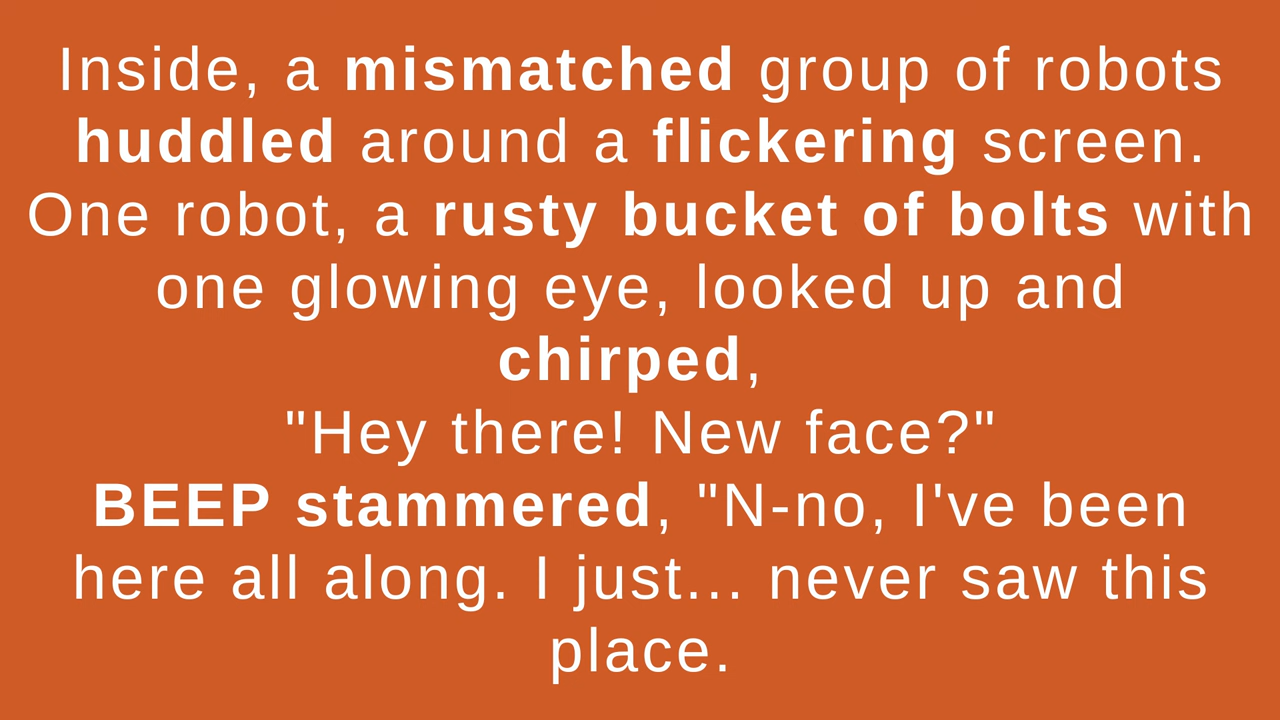 Inside, a mismatched group of robots
huddled around a flickering screen.
One robot, a rusty bucket of bolts with
one glowing eye, looked up and
chirped,
"Hey there! New face?"
BEEP stammered, "N-no, I've been
here all along. I just... never saw this
place.